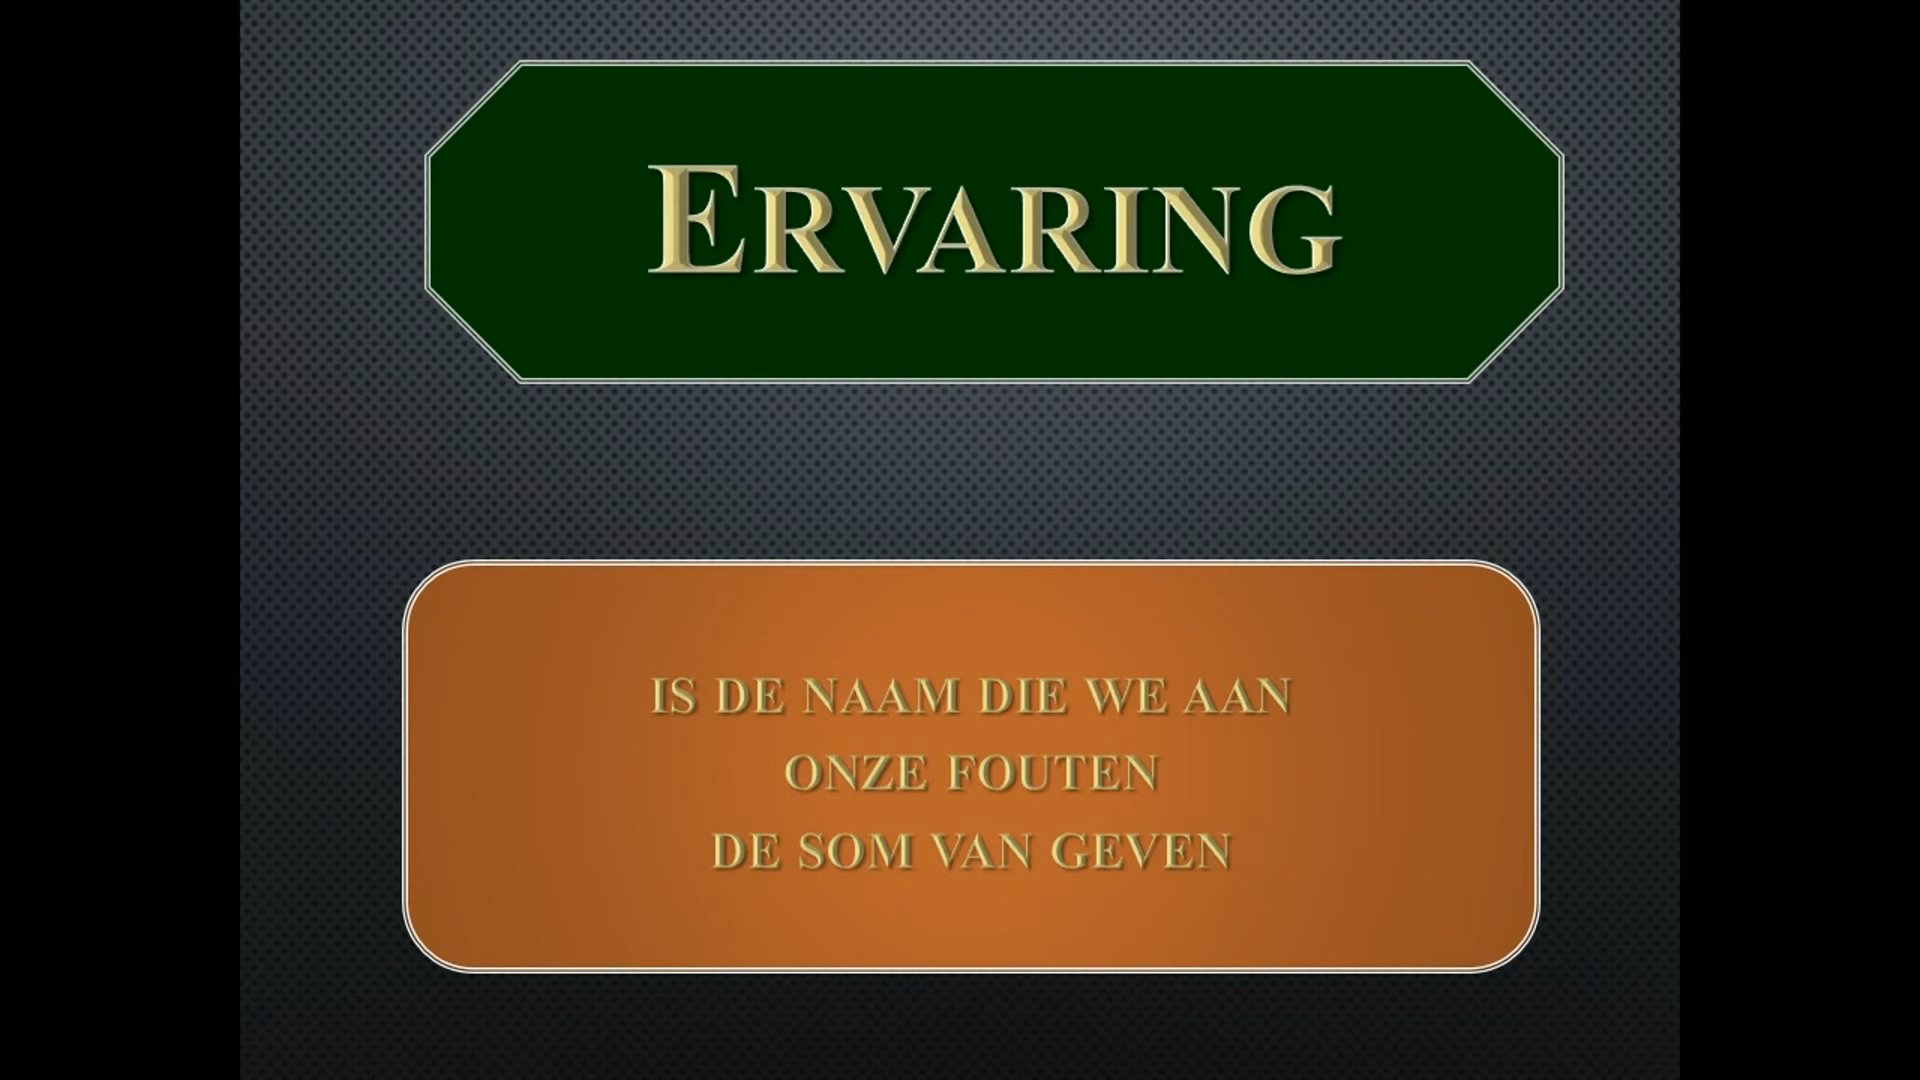 ERVARING
IS DE NAAM DIE WE AAN
ONZE FOUTEN
DE SOM VAN GEVEN